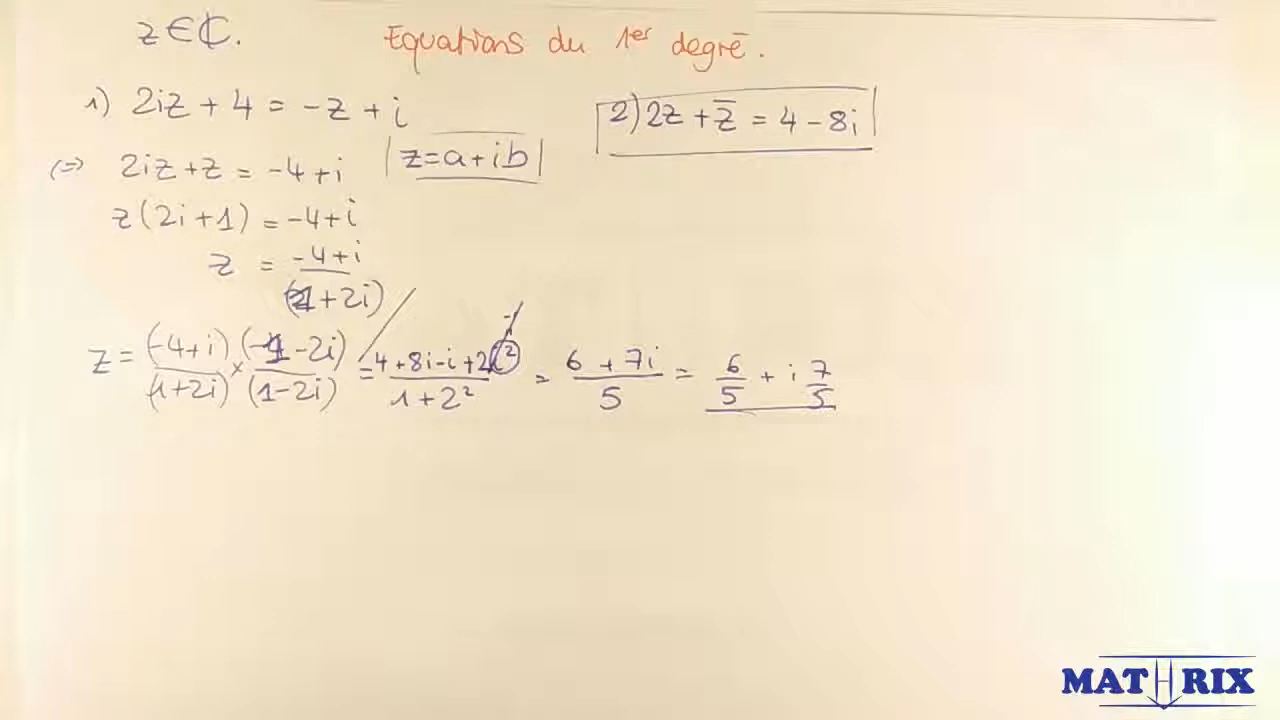 z ∈ ℂ.
Equations du 1er degré.
1) 2iz + 4 = -z + i
2) 2z + z̅ = 4 - 8i
(=> 2iz + z = -4 + i
z = a + ib
z(2i + 1) = -4 + i
z = (-4 + i) / (1 + 2i)
z = (-4+i)/(1+2i) × (-1-2i)/(1-2i) = (4+8i-i+2i²)/(1+2²) = (6+7i)/5 = 6/5 + i 7/5
MATHRIX